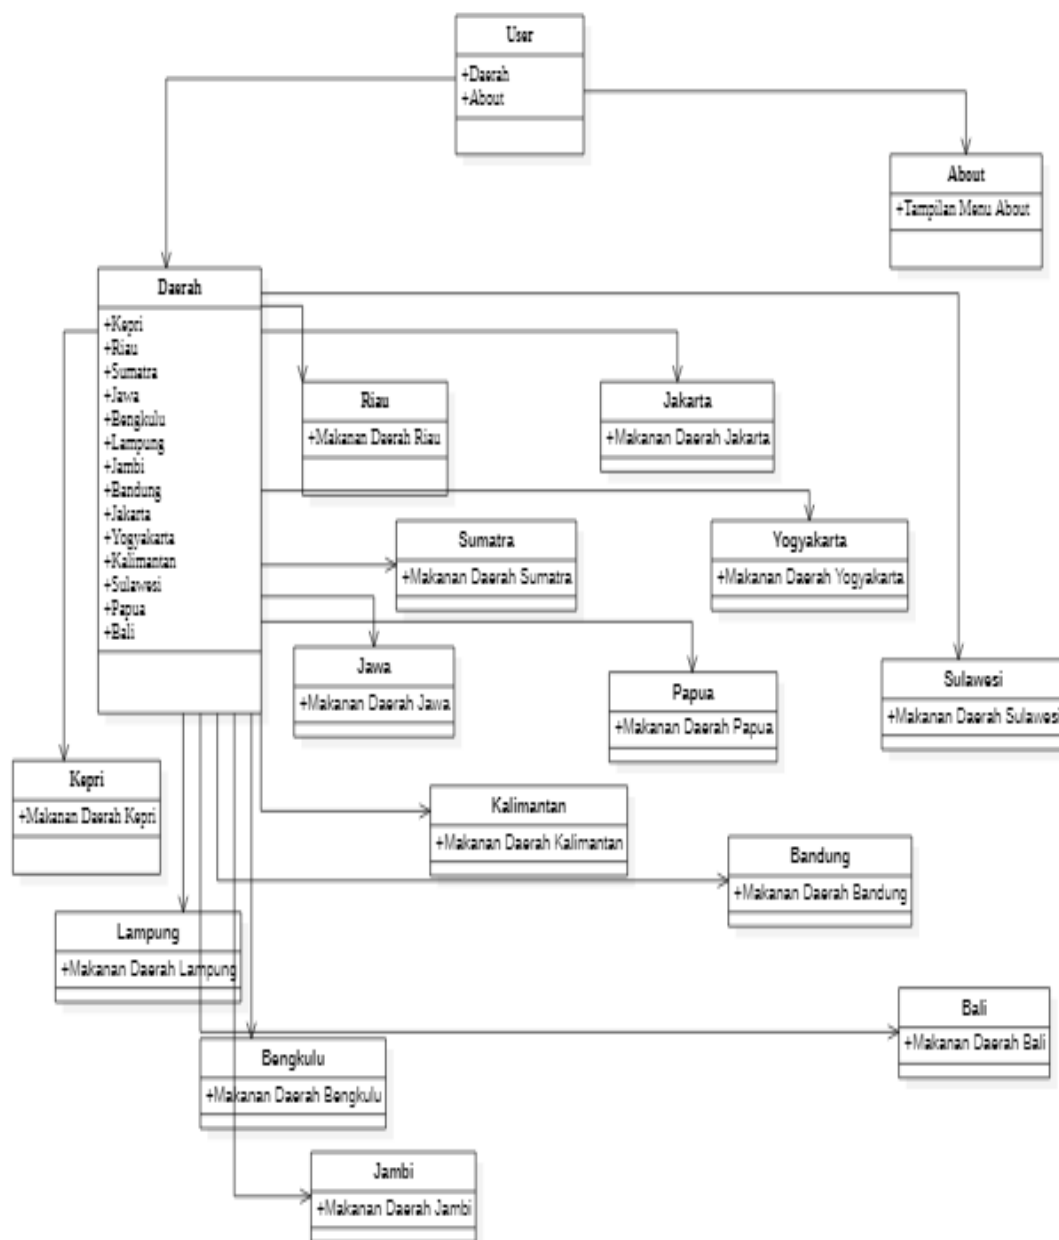 User
+Daerah
+About
About
+Tampilan Menu About
Daerah
+Kepri
+Riau
+Sumatra
+Jawa
+Bengkulu
+Lampung
+Jambi
+Bandung
+Jakarta
+Yogyakarta
+Kalimantan
+Sulawesi
+Papua
+Bali
Riau
+Makanan Daerah Riau
Jakarta
+Makanan Daerah Jakarta
Sumatra
+Makanan Daerah Sumatra
Yogyakarta
+Makanan Daerah Yogyakarta
Jawa
+Makanan Daerah Jawa
Papua
+Makanan Daerah Papua
Sulawesi
+Makanan Daerah Sulawesi
Kepri
+Makanan Daerah Kepri
Kalimantan
+Makanan Daerah Kalimantan
Bandung
+Makanan Daerah Bandung
Lampung
+Makanan Daerah Lampung
Bali
+Makanan Daerah Bali
Bengkulu
+Makanan Daerah Bengkulu
Jambi
+Makanan Daerah Jambi